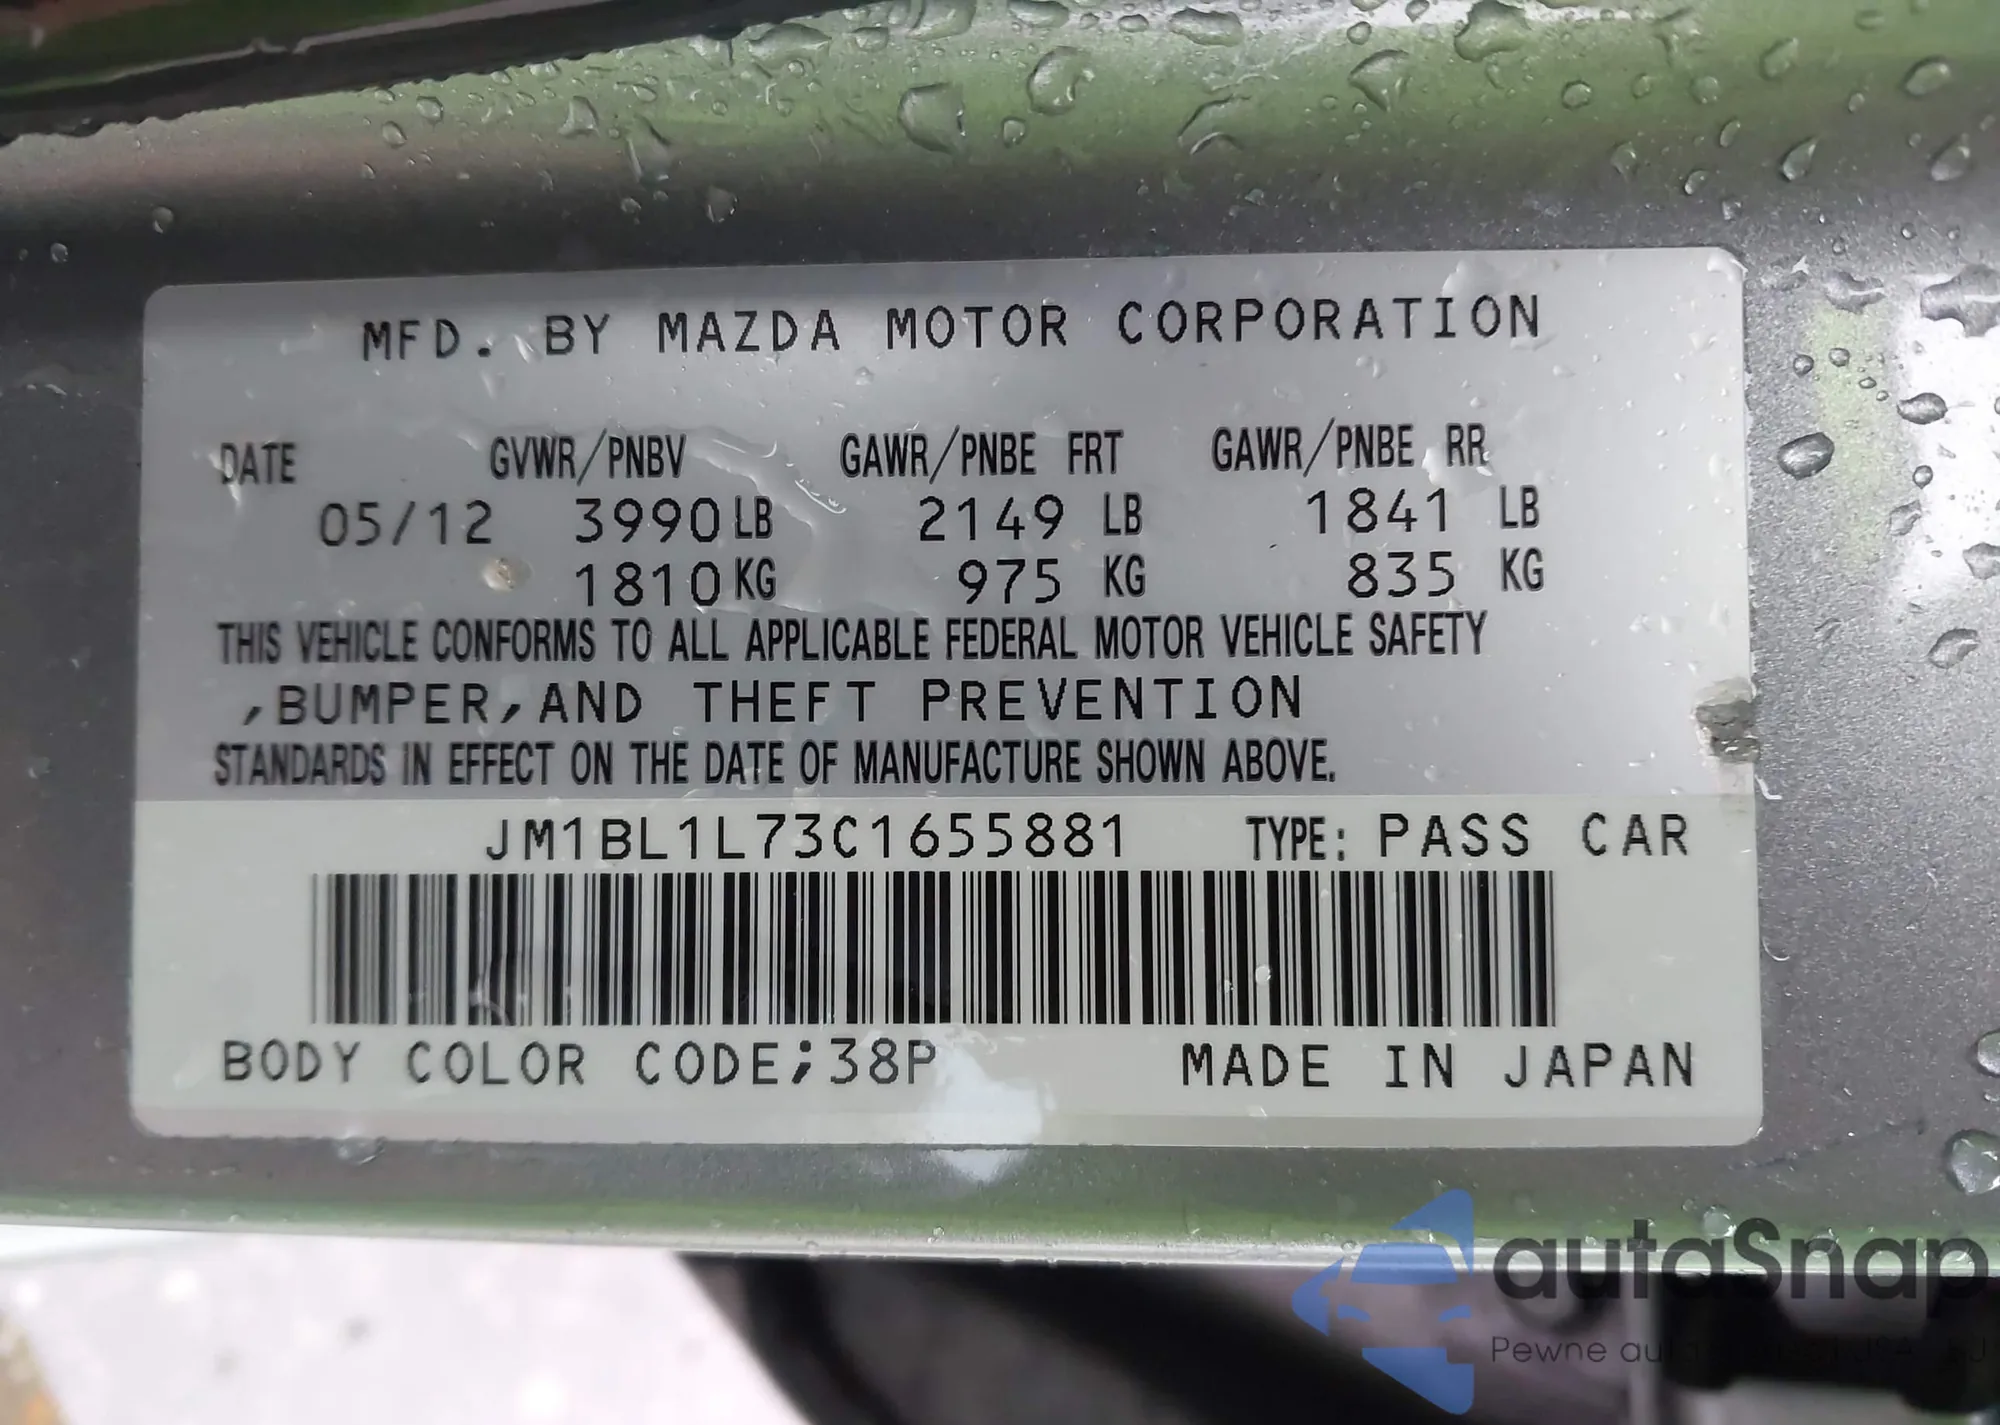 MFD. BY MAZDA MOTOR CORPORATION
DATE GVWR/PNBV GAWR/PNBE FRT GAWR/PNBE RR
05/12 3990 LB 2149 LB 1841 LB
1810 KG 975 KG 835 KG
THIS VEHICLE CONFORMS TO ALL APPLICABLE FEDERAL MOTOR VEHICLE SAFETY
,BUMPER,AND THEFT PREVENTION
STANDARDS IN EFFECT ON THE DATE OF MANUFACTURE SHOWN ABOVE.
JM1BL1L73C1655881 TYPE: PASS CAR
BODY COLOR CODE;38P MADE IN JAPAN
autaSnap
Pewne